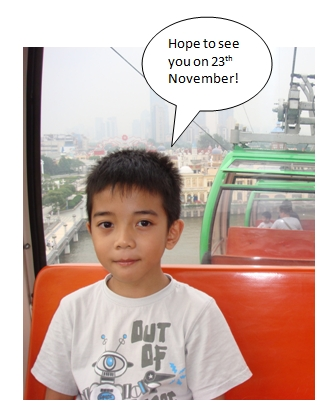 Hope to see
you on 23th
November!
OUT
OF